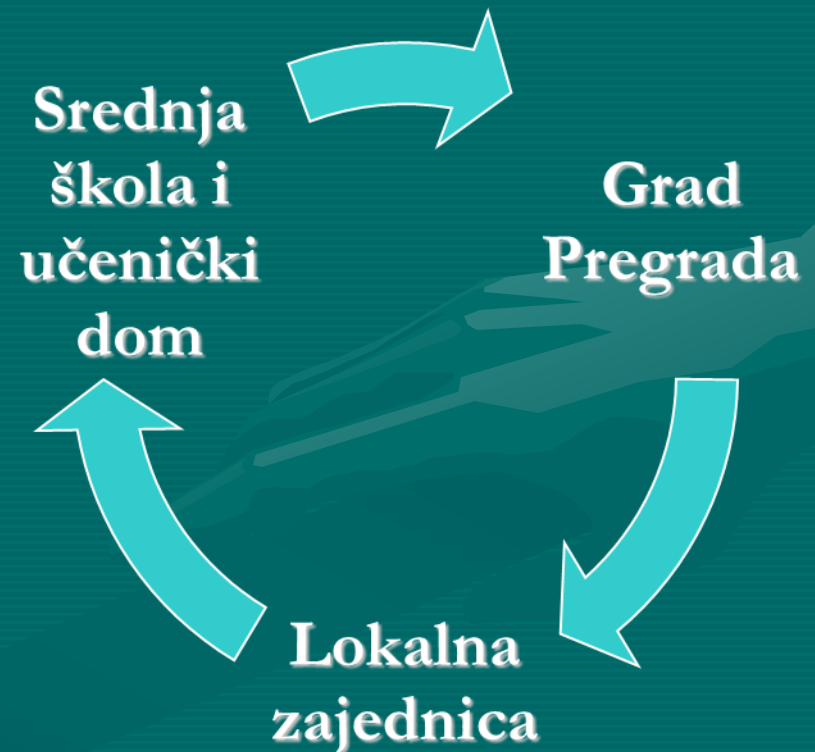 Srednja
škola i
učenički
dom
Grad
Pregrada
Lokalna
zajednica